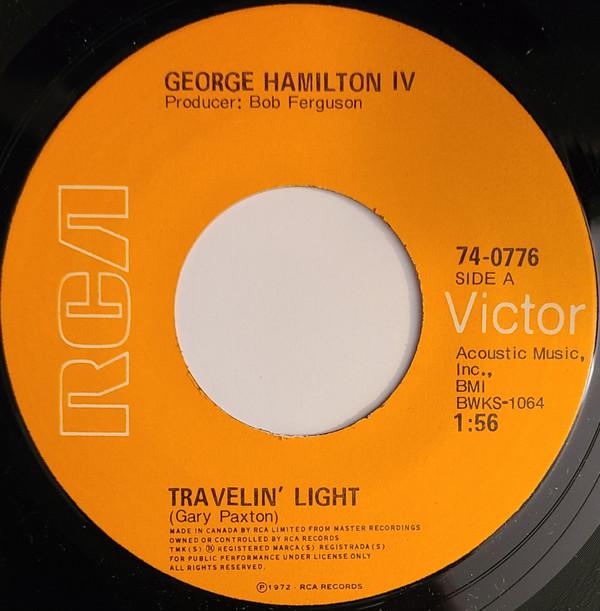 GEORGE HAMILTON IV
Producer: Bob Ferguson
RCA
74-0776
SIDE A
Victor
Acoustic Music,
Inc.,
BMI
BWKS-1064
1:56
TRAVELIN' LIGHT
(Gary Paxton)
MADE IN CANADA BY RCA LIMITED FROM MASTER RECORDINGS
OWNED OR CONTROLLED BY RCA RECORDS
TMK(S) ® REGISTERED MARCA(S) REGISTRADA(S)
FOR PUBLIC PERFORMANCE UNDER LICENSE ONLY
ALL RIGHTS RESERVED.
℗1972 · RCA RECORDS